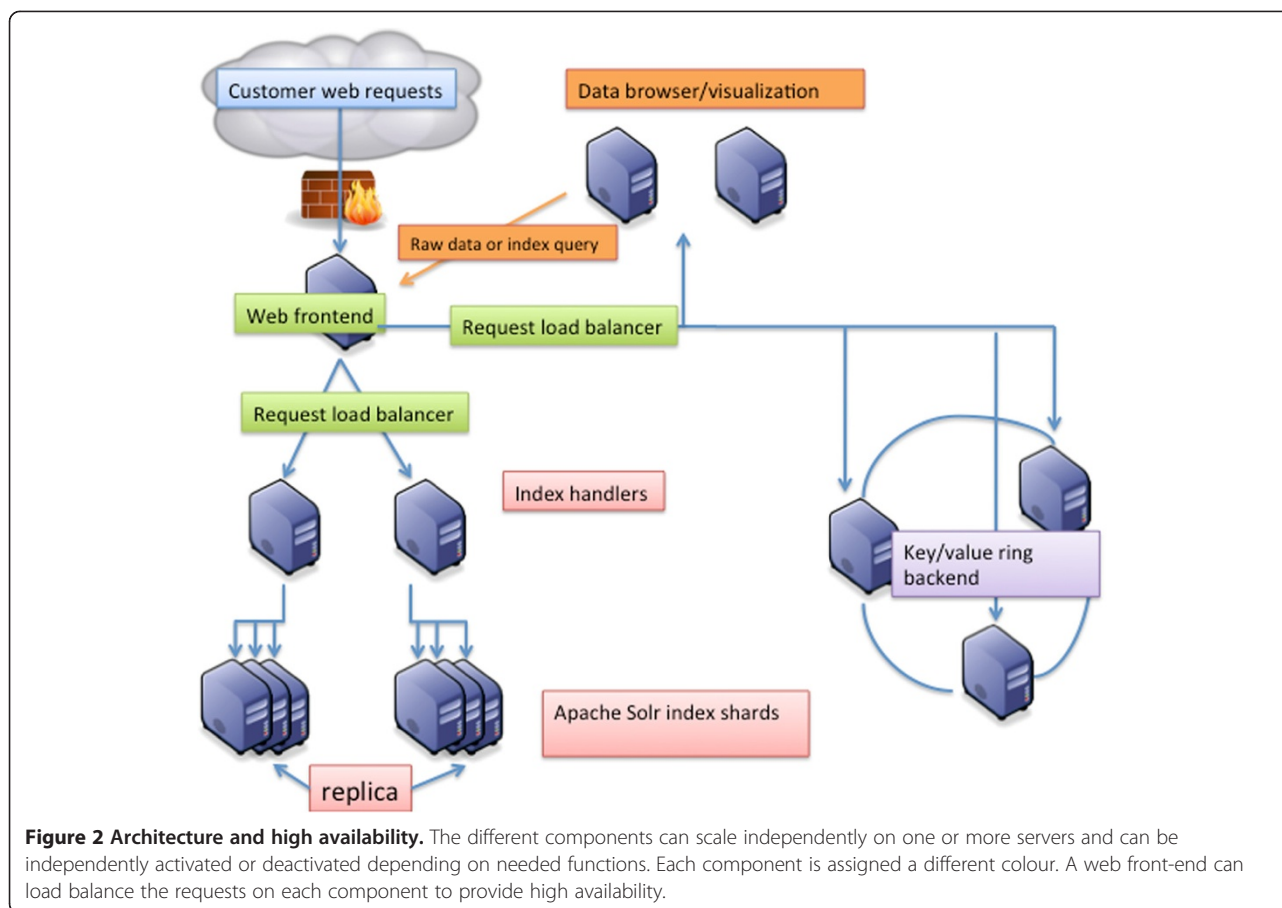 Customer web requests
Data browser/visualization
Raw data or index query
Web frontend
Request load balancer
Request load balancer
Index handlers
Key/value ring
backend
Apache Solr index shards
replica
Figure 2 Architecture and high availability. The different components can scale independently on one or more servers and can be
independently activated or deactivated depending on needed functions. Each component is assigned a different colour. A web front-end can
load balance the requests on each component to provide high availability.